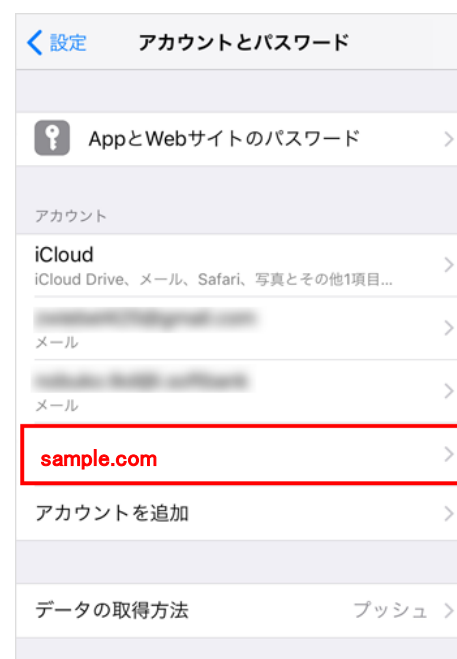 設定 アカウントとパスワード
AppとWebサイトのパスワード
アカウント
iCloud
iCloud Drive、メール、Safari、写真とその他1項目...
メール
メール
sample.com
アカウントを追加
データの取得方法 プッシュ